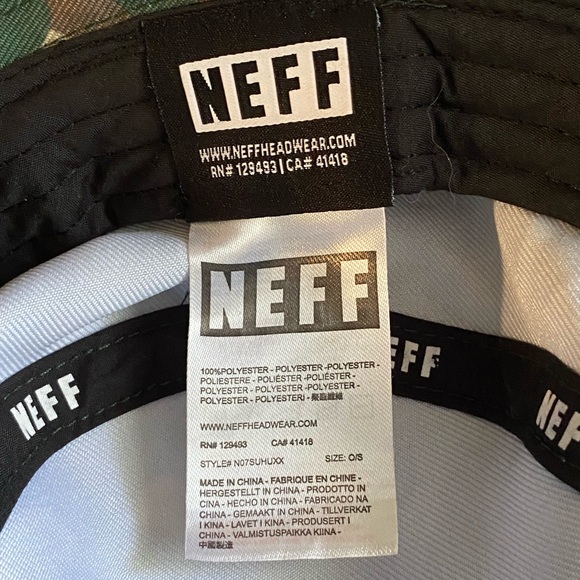 NEFF
WWW.NEFFHEADWEAR.COM
RN# 129493 | CA# 41418
NEFF
100%POLYESTER - POLYESTER -POLYESTER -
POLIESTERE - POLIÉSTER - POLIÉSTER -
POLYESTER - POLYESTER -POLYESTER -
POLYESTER - POLYESTERI - 聚酯纖維
WWW.NEFFHEADWEAR.COM
RN# 129493 CA# 41418
STYLE# N07SUHUXX SIZE: O/S
MADE IN CHINA - FABRIQUE EN CHINE -
HERGESTELLT IN CHINA - PRODOTTO IN
CINA - HECHO IN CHINA - FABRICADO NA
CHINA - GEMAAKT IN CHINA - TILLVERKAT
I KINA - LAVET I KINA - PRODUSERT I
CHINA - VALMISTUSPAIKKA KIINA -
中國製造
NEFF
NEFF
NEFF